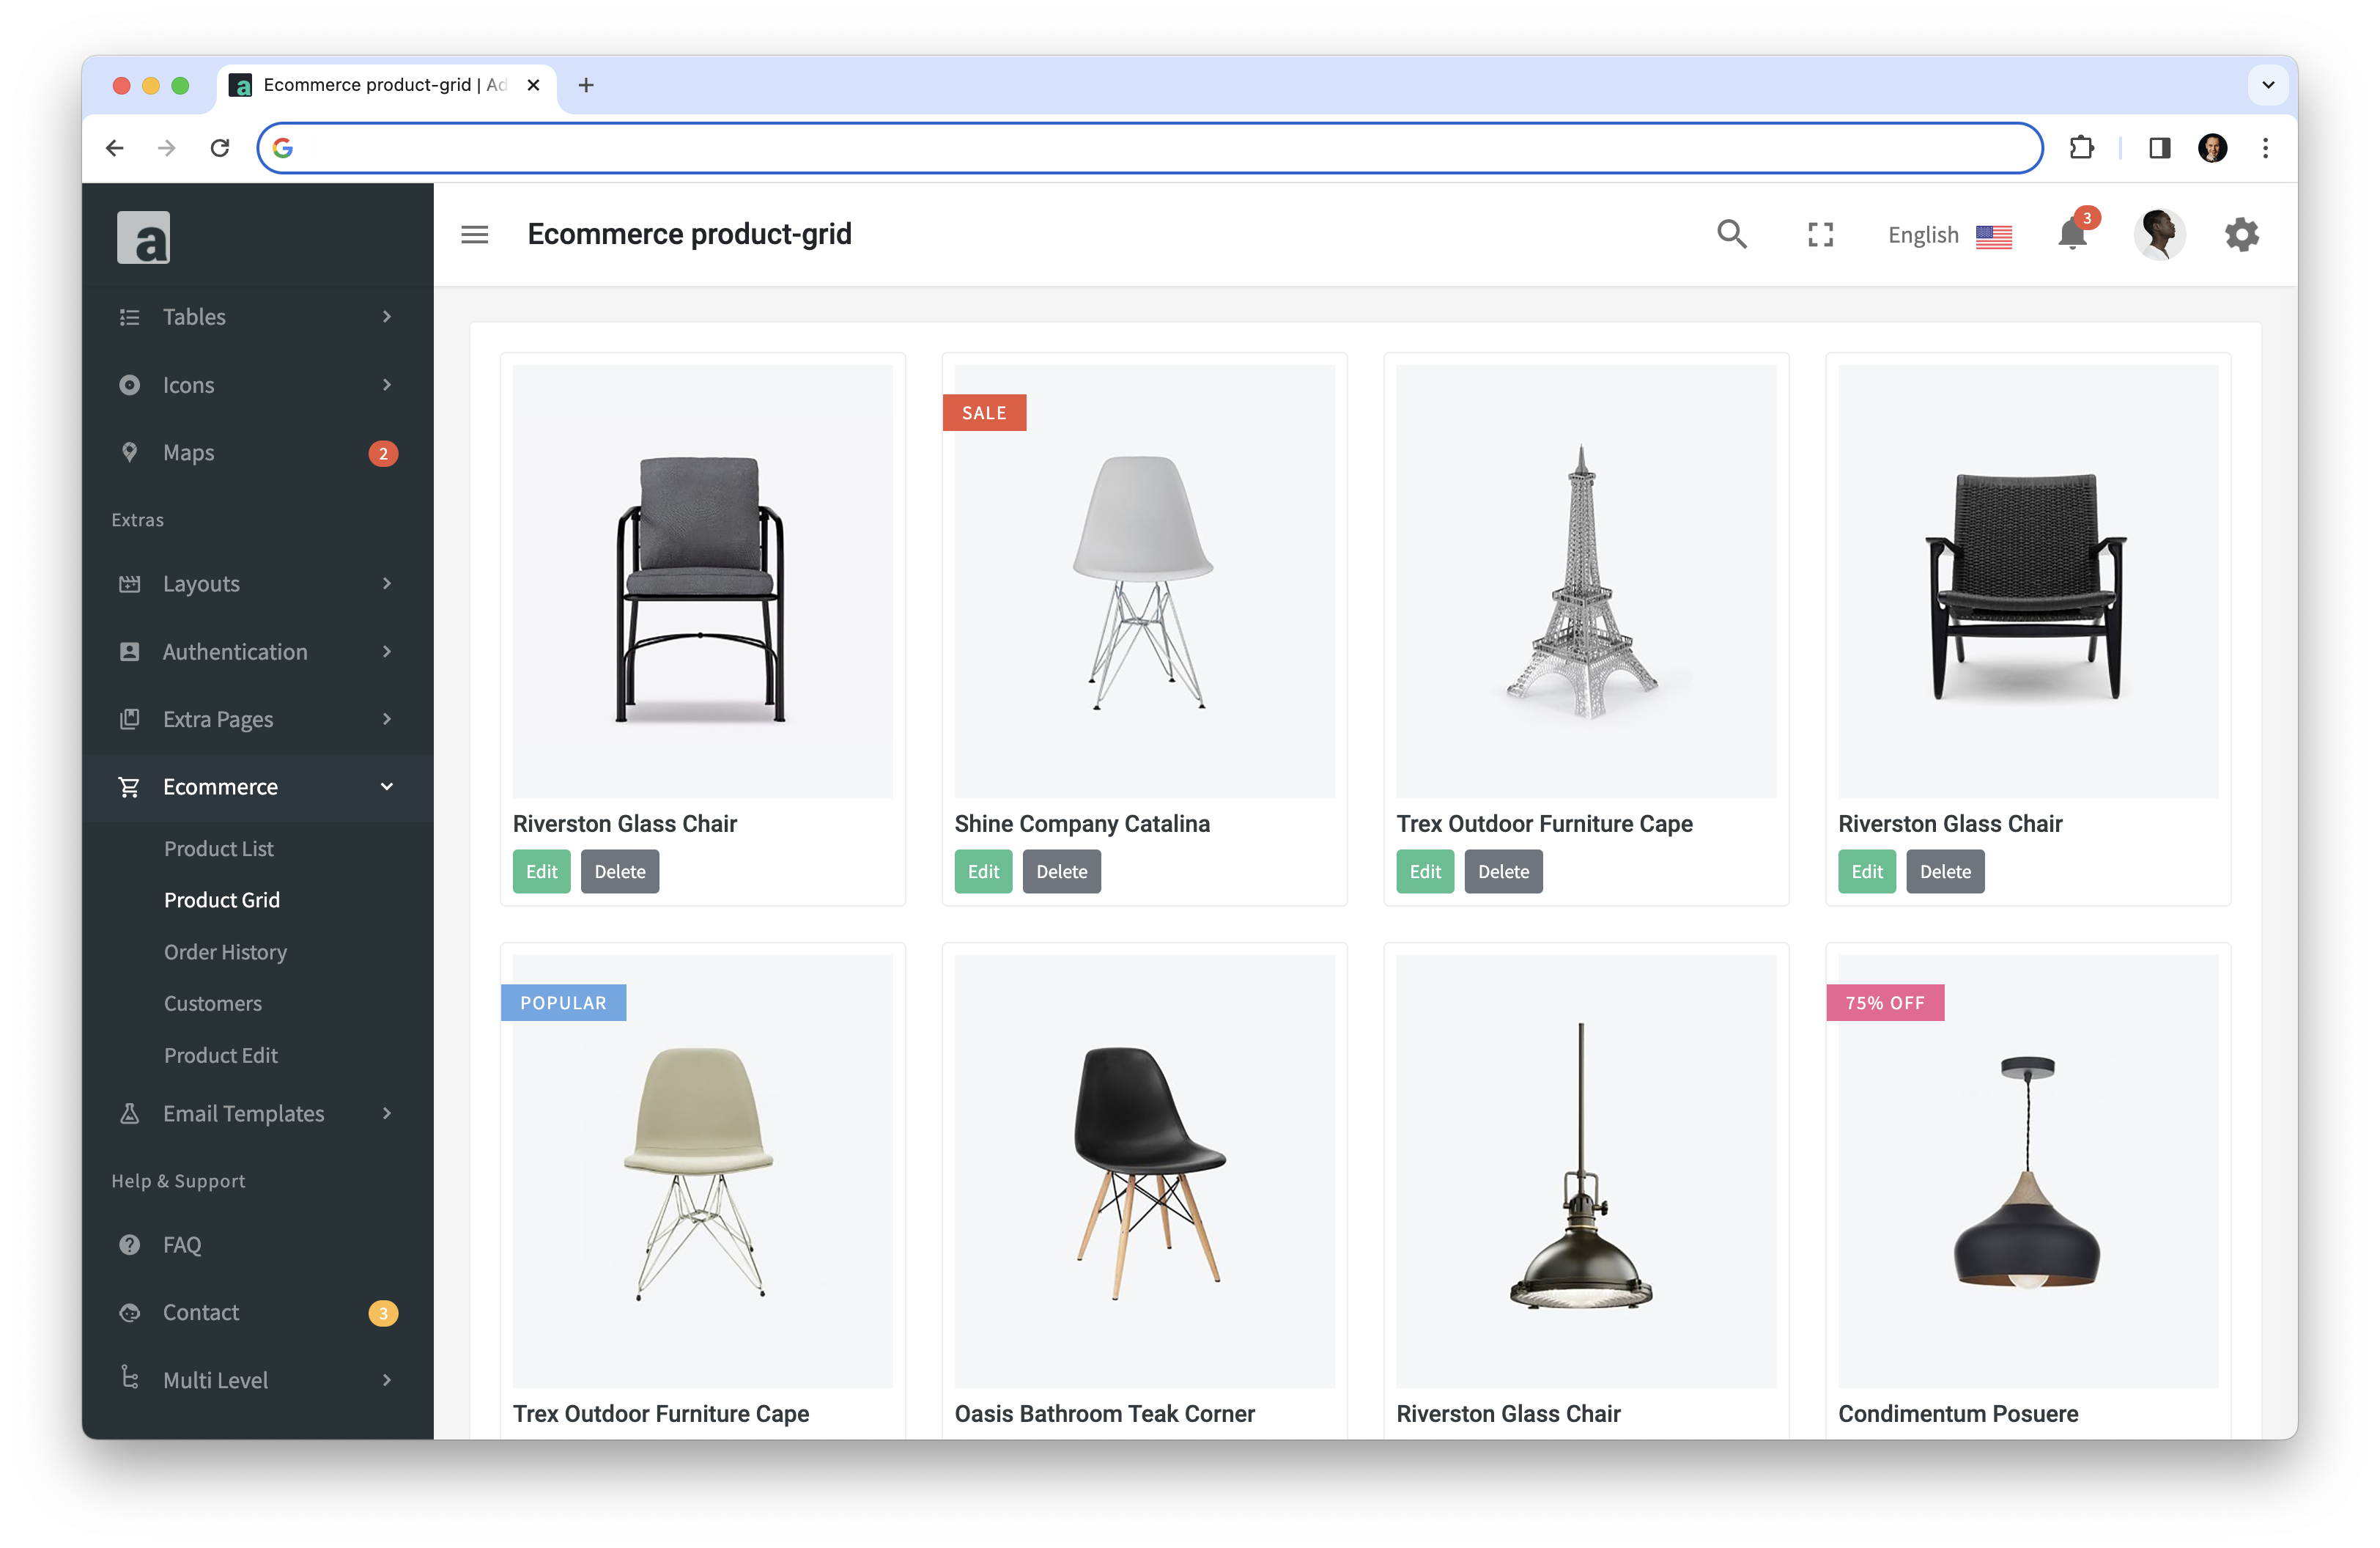 Ecommerce product-grid | Ad
a
Ecommerce product-grid
English
3
Tables
Icons
Maps
2
Extras
Layouts
Authentication
Extra Pages
Ecommerce
Product List
Product Grid
Order History
Customers
Product Edit
Email Templates
Help & Support
FAQ
Contact
3
Multi Level
Riverston Glass Chair
Edit
Delete
SALE
Shine Company Catalina
Edit
Delete
Trex Outdoor Furniture Cape
Edit
Delete
Riverston Glass Chair
Edit
Delete
POPULAR
Trex Outdoor Furniture Cape
Oasis Bathroom Teak Corner
Riverston Glass Chair
75% OFF
Condimentum Posuere